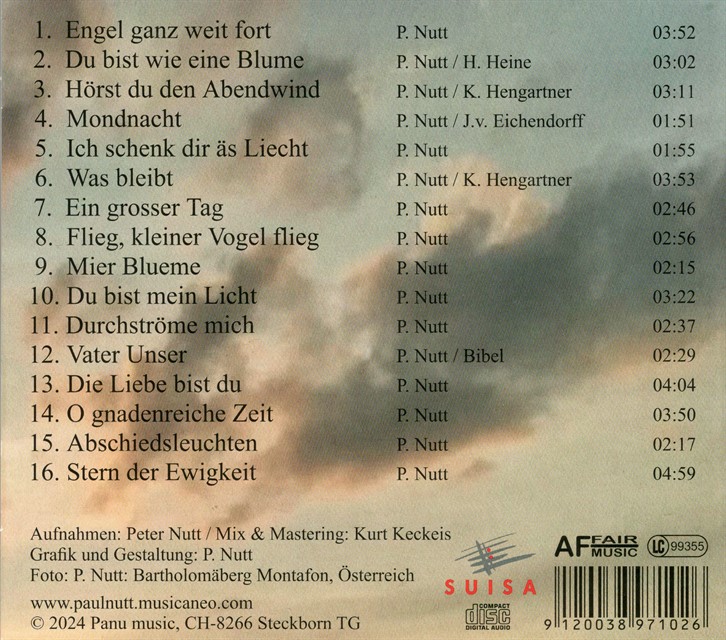 1. Engel ganz weit fort P. Nutt 03:52
2. Du bist wie eine Blume P. Nutt / H. Heine 03:02
3. Hörst du den Abendwind P. Nutt / K. Hengartner 03:11
4. Mondnacht P. Nutt / J.v. Eichendorff 01:51
5. Ich schenk dir äs Liecht P. Nutt 01:55
6. Was bleibt P. Nutt / K. Hengartner 03:53
7. Ein grosser Tag P. Nutt 02:46
8. Flieg, kleiner Vogel flieg P. Nutt 02:56
9. Mier Blueme P. Nutt 02:15
10. Du bist mein Licht P. Nutt 03:22
11. Durchströme mich P. Nutt 02:37
12. Vater Unser P. Nutt / Bibel 02:29
13. Die Liebe bist du P. Nutt 04:04
14. O gnadenreiche Zeit P. Nutt 03:50
15. Abschiedsleuchten P. Nutt 02:17
16. Stern der Ewigkeit P. Nutt 04:59
Aufnahmen: Peter Nutt / Mix & Mastering: Kurt Keckeis
Grafik und Gestaltung: P. Nutt
Foto: P. Nutt: Bartholomäberg Montafon, Österreich
www.paulnutt.musicaneo.com
© 2024 Panu music, CH-8266 Steckborn TG
SUISA
COMPACT
disc
DIGITAL AUDIO
AF FAIR MUSIC
LC 99355
9 120038 971026